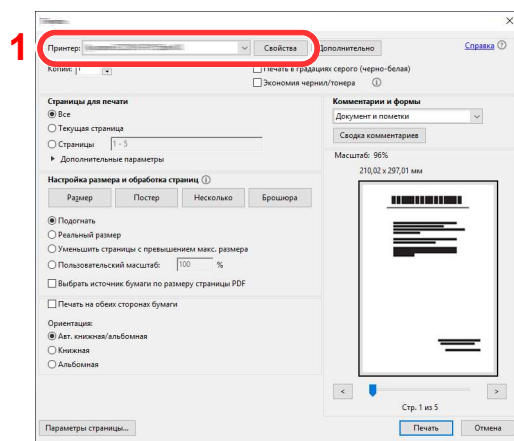 1
Принтер:
Свойства
Дополнительно
Справка
Копии: 1
Печать в градациях серого (черно-белая)
Экономия чернил/тонера
Страницы для печати
Все
Текущая страница
Страницы
1 - 5
Дополнительные параметры
Настройка размера и обработка страниц
Размер
Постер
Несколько
Брошюра
Подогнать
Реальный размер
Уменьшить страницы с превышением макс. размера
Пользовательский масштаб:
100
%
Выбрать источник бумаги по размеру страницы PDF
Печать на обеих сторонах бумаги
Ориентация:
Авт. книжная/альбомная
Книжная
Альбомная
Комментарии и формы
Документ и пометки
Сводка комментариев
Масштаб: 96%
210,02 x 297,01 мм
<
>
Стр. 1 из 5
Параметры страницы...
Печать
Отмена